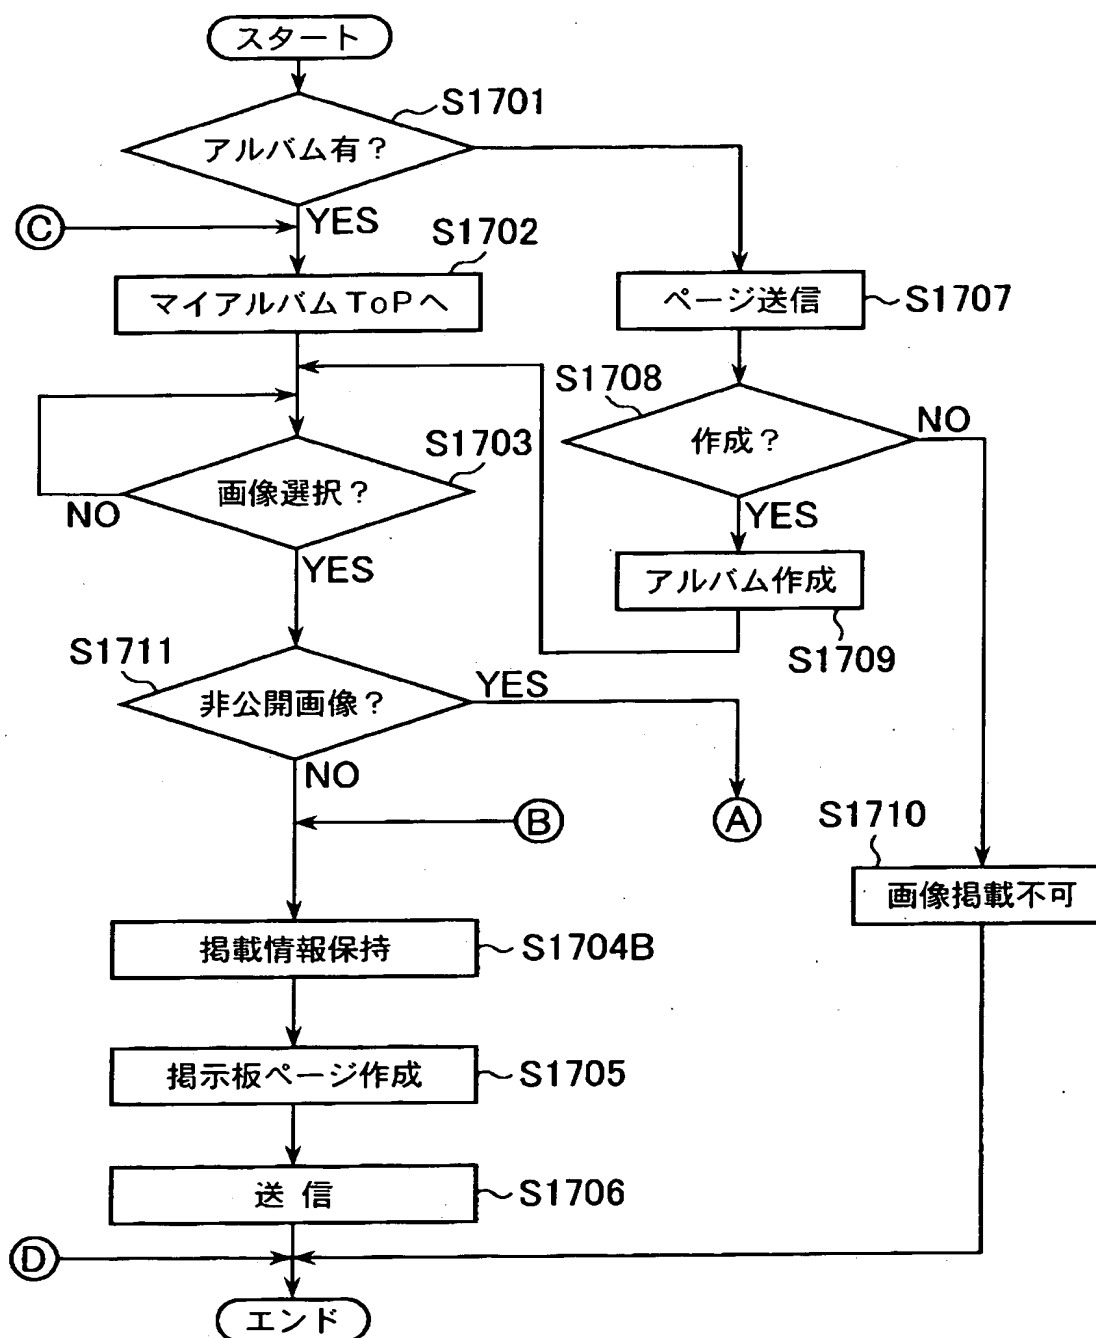 スタート
S1701
アルバム有？
C
YES
S1702
マイアルバムToPへ
ページ送信
S1707
S1708
作成？
NO
S1703
画像選択？
NO
YES
YES
アルバム作成
S1709
S1711
非公開画像？
YES
NO
B
A
S1710
画像掲載不可
掲載情報保持
S1704B
掲示板ページ作成
S1705
送 信
S1706
D
エンド